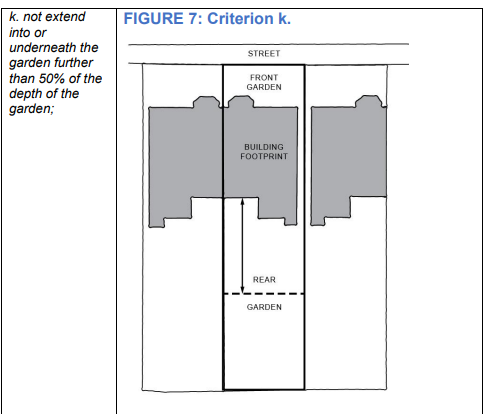 k. not extend
into or
underneath the
garden further
than 50% of the
depth of the
garden;
FIGURE 7: Criterion k.
STREET
FRONT
GARDEN
BUILDING
FOOTPRINT
REAR
GARDEN